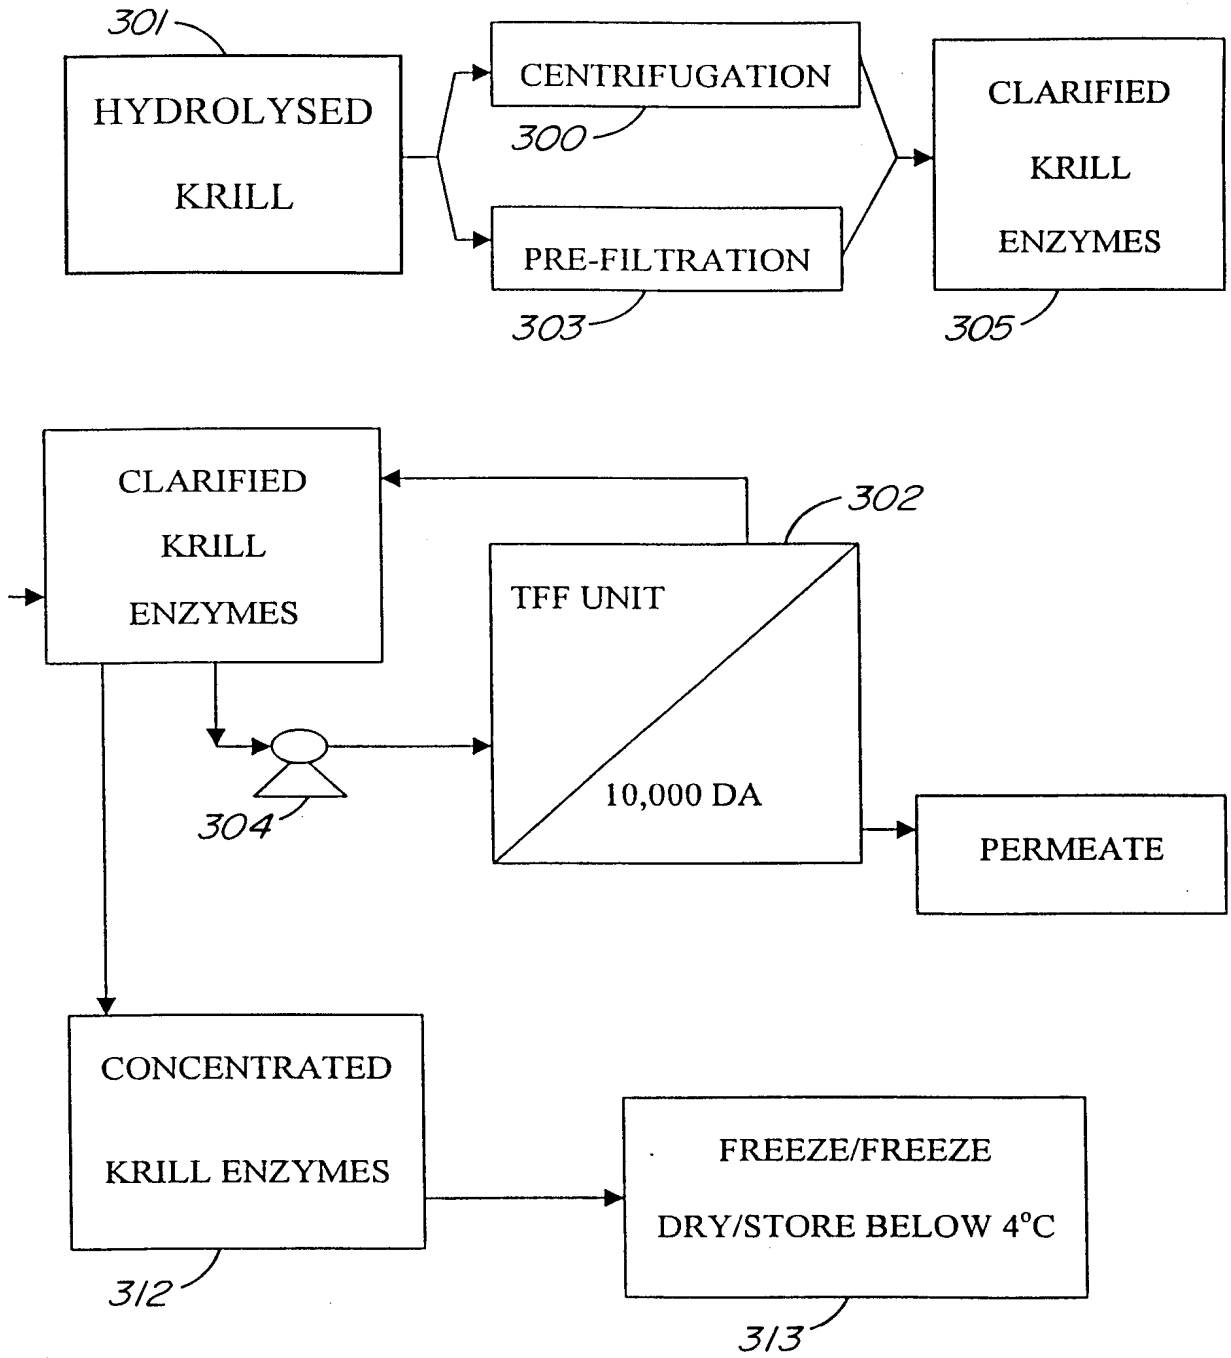 301
HYDROLYSED
KRILL
CENTRIFUGATION
300
PRE-FILTRATION
303
CLARIFIED
KRILL
ENZYMES
305
CLARIFIED
KRILL
ENZYMES
302
TFF UNIT
10,000 DA
304
PERMEATE
CONCENTRATED
KRILL ENZYMES
312
FREEZE/FREEZE
DRY/STORE BELOW 4°C
313